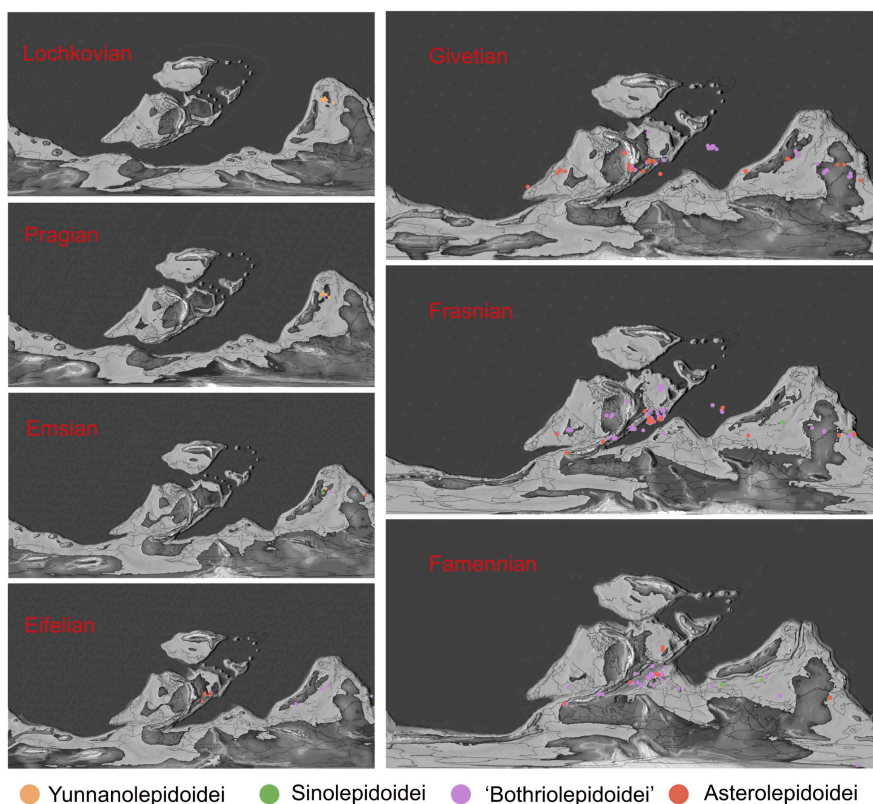 Lochkovian
Pragian
Emsian
Eifelian
Givetian
Frasnian
Famennian
Yunnanolepidoidei Sinolepidoidei 'Bothriolepidoidei' Asterolepidoidei